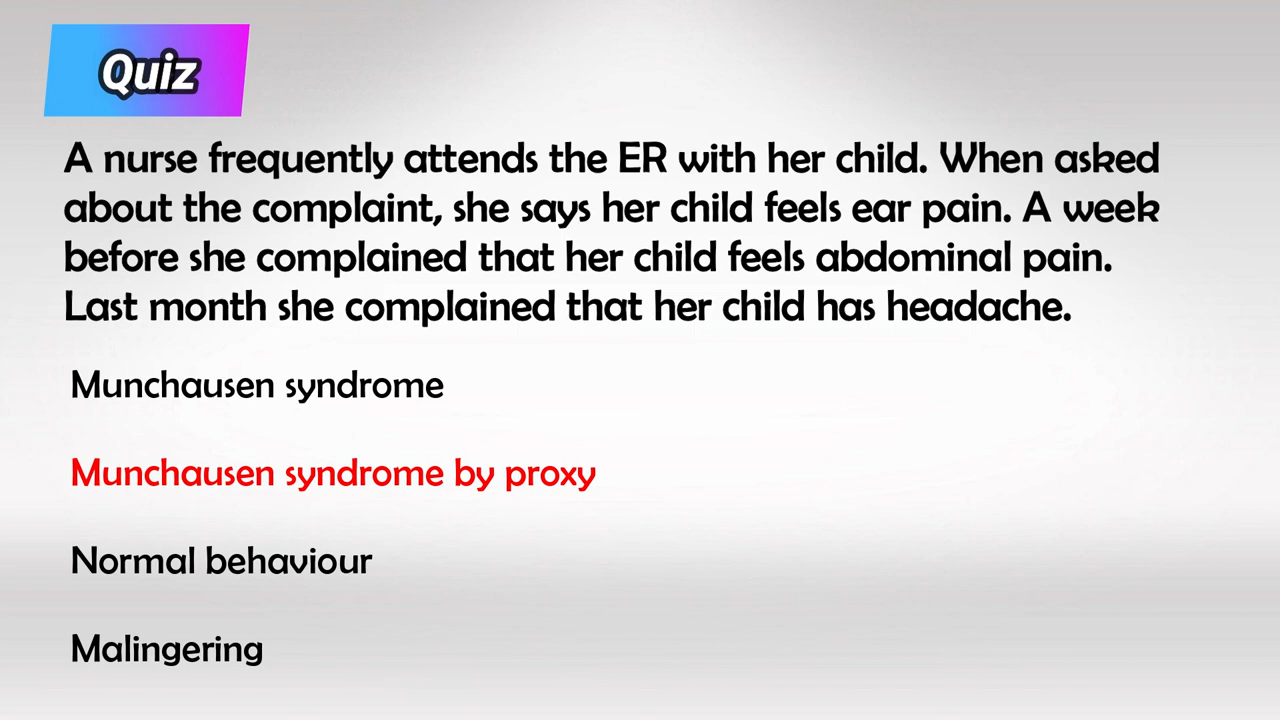 Quiz
A nurse frequently attends the ER with her child. When asked
about the complaint, she says her child feels ear pain. A week
before she complained that her child feels abdominal pain.
Last month she complained that her child has headache.
Munchausen syndrome
Munchausen syndrome by proxy
Normal behaviour
Malingering